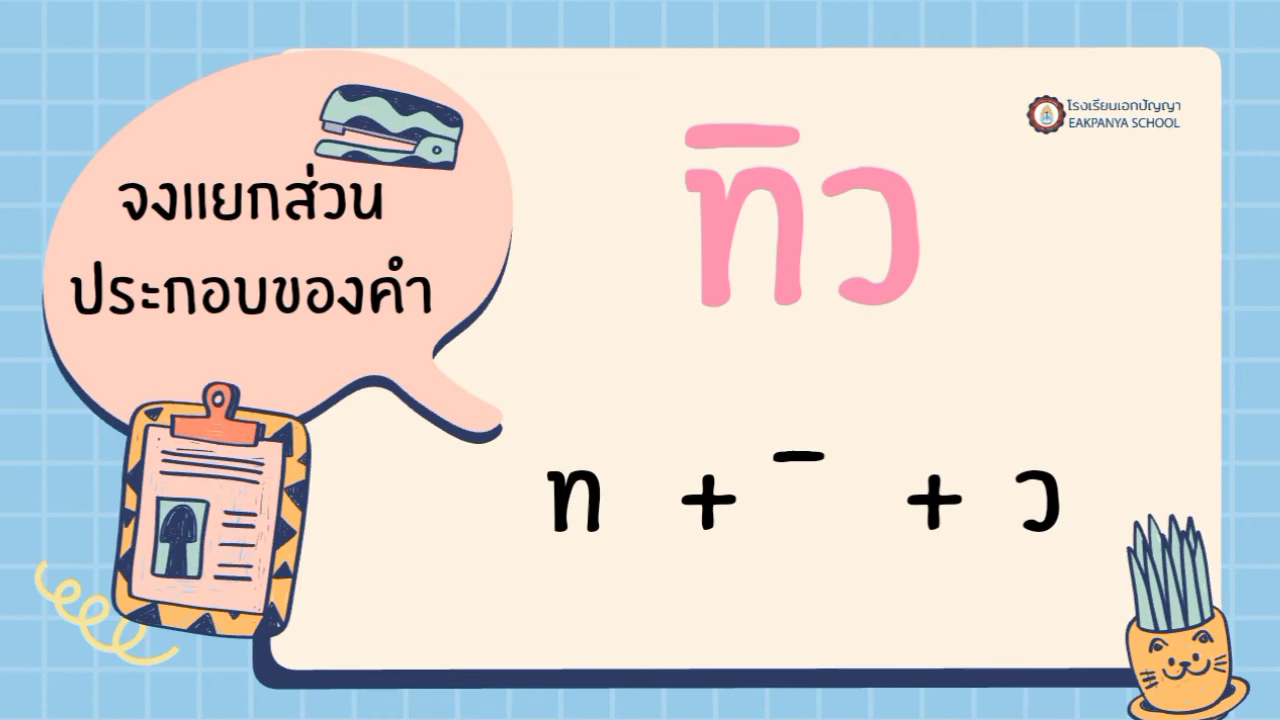 จงแยกส่วน
ประกอบของคำ
โรงเรียนเอกปัญญา
EAKPANYA SCHOOL
ทิว
ท + ิ + ว